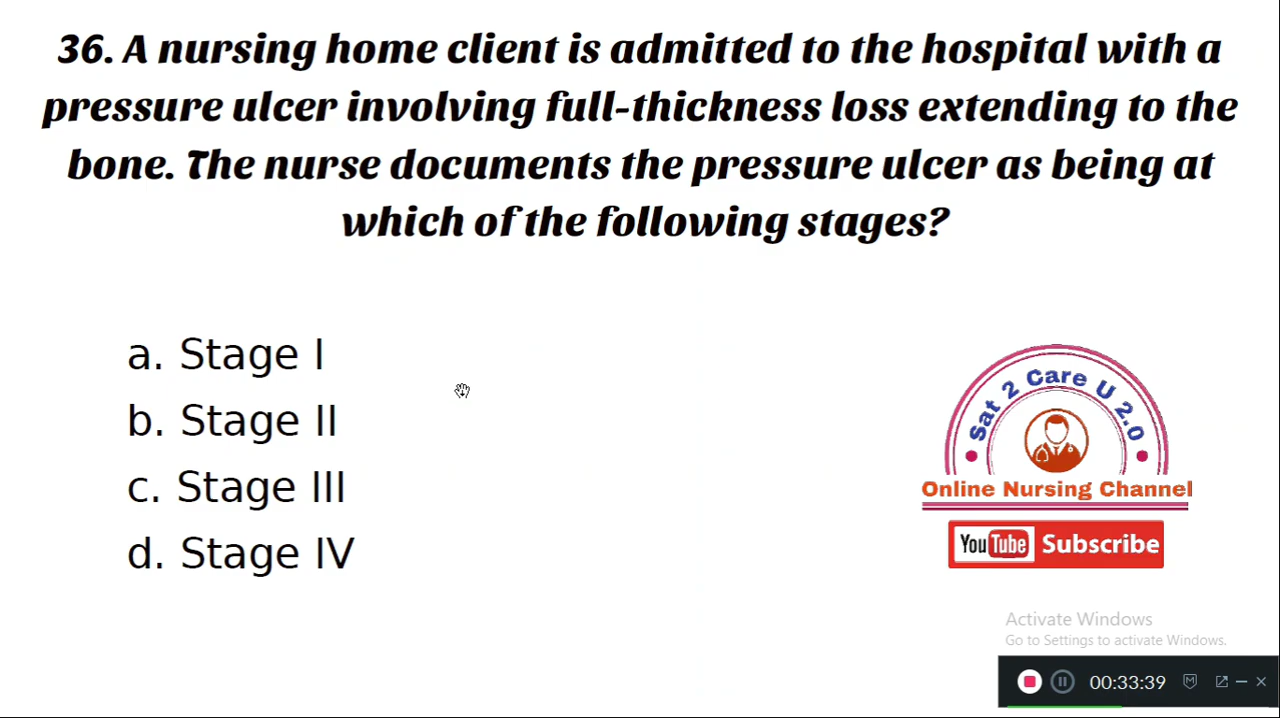 36. A nursing home client is admitted to the hospital with a
pressure ulcer involving full-thickness loss extending to the
bone. The nurse documents the pressure ulcer as being at
which of the following stages?
a. Stage I
b. Stage II
c. Stage III
d. Stage IV
Sat 2 Care U 2.0
Online Nursing Channel
YouTube Subscribe
Activate Windows
Go to Settings to activate Windows.
00:33:39